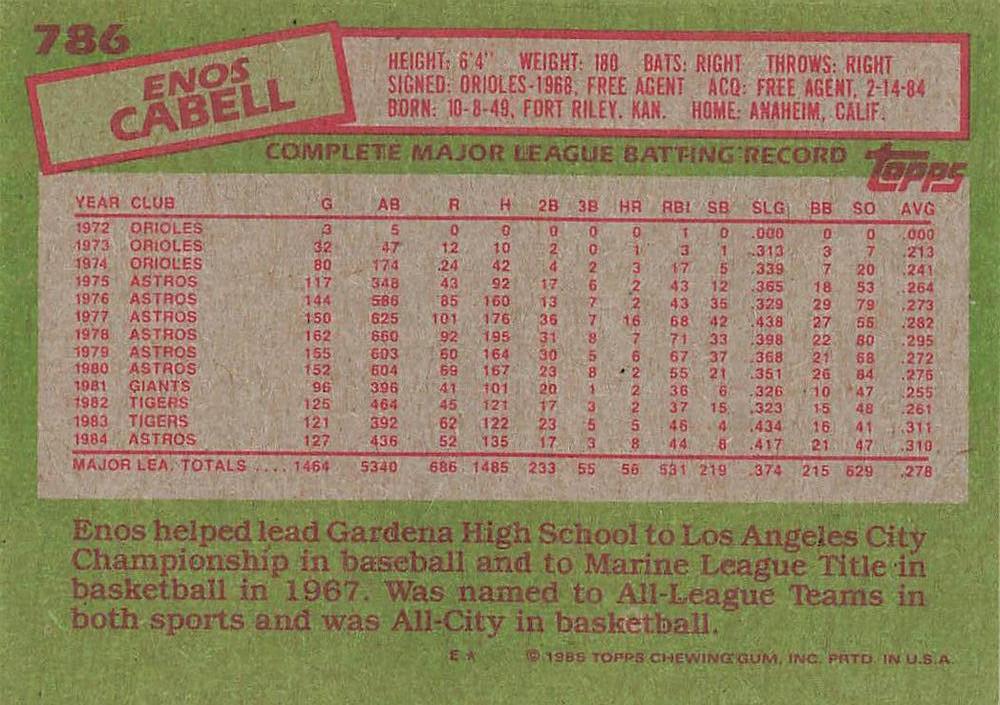 786
ENOS
CABELL
HEIGHT: 6'4" WEIGHT: 180 BATS: RIGHT THROWS: RIGHT
SIGNED: ORIOLES-1968, FREE AGENT ACQ: FREE AGENT, 2-14-84
BORN: 10-8-49, FORT RILEY, KAN. HOME: ANAHEIM, CALIF.
COMPLETE MAJOR LEAGUE BATTING RECORD
TOPPS
YEAR CLUB G AB R H 2B 3B HR RBI SB SLG BB SO AVG
1972 ORIOLES 3 5 0 0 0 0 0 1 0 .000 0 0 .000
1973 ORIOLES 32 47 12 10 2 0 1 3 1 .313 3 7 .213
1974 ORIOLES 80 174 24 42 4 2 3 17 5 .339 7 20 .241
1975 ASTROS 117 348 43 92 17 6 2 43 12 .365 18 53 .264
1976 ASTROS 144 586 85 160 13 7 2 43 35 .329 29 79 .273
1977 ASTROS 150 625 101 176 36 7 16 68 42 .438 27 55 .282
1978 ASTROS 162 660 92 195 31 8 7 71 33 .398 22 80 .295
1979 ASTROS 155 603 60 164 30 5 6 67 37 .368 21 68 .272
1980 ASTROS 152 604 69 167 23 8 2 55 21 .351 26 84 .276
1981 GIANTS 96 396 41 101 20 1 2 36 6 .326 10 47 .255
1982 TIGERS 125 464 45 121 17 3 2 37 15 .323 15 48 .261
1983 TIGERS 121 392 62 122 23 5 5 46 4 .434 16 41 .311
1984 ASTROS 127 436 52 135 17 3 8 44 8 .417 21 47 .310
MAJOR LEA. TOTALS .... 1464 5340 686 1485 233 55 56 531 219 .374 215 629 .278
Enos helped lead Gardena High School to Los Angeles City
Championship in baseball and to Marine League Title in
basketball in 1967. Was named to All-League Teams in
both sports and was All-City in basketball.
E★ © 1985 TOPPS CHEWING GUM, INC. PRTD. IN U.S.A.